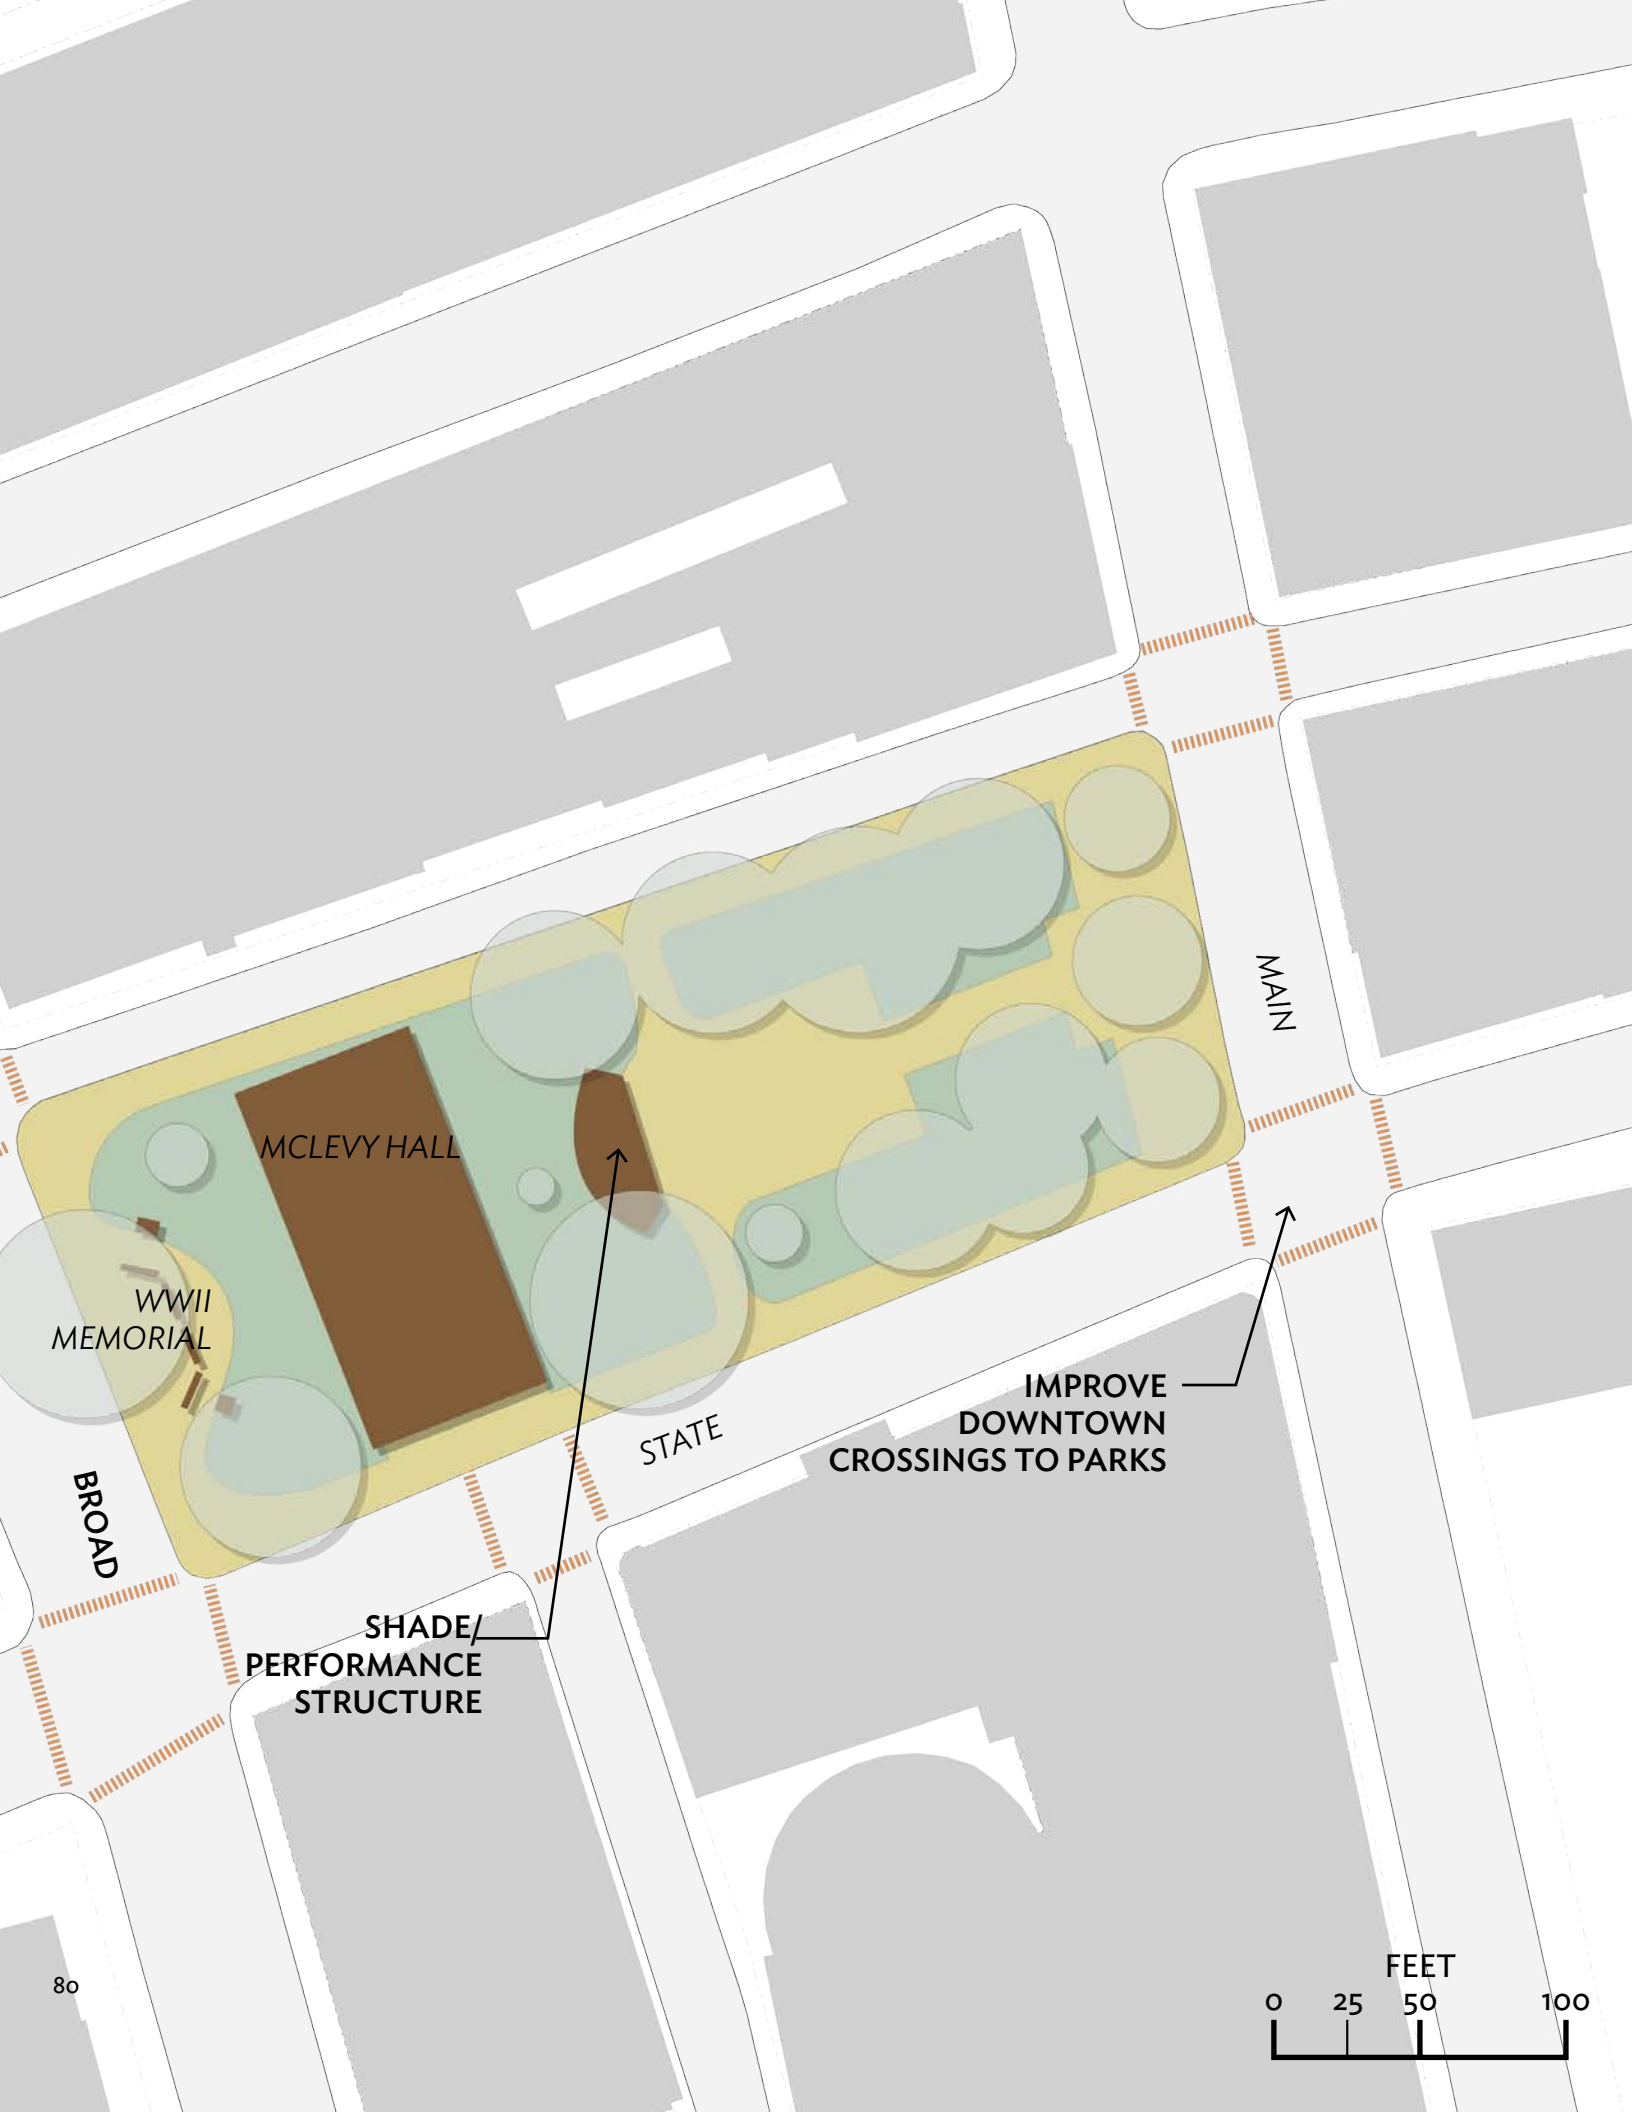 MAIN
MCLEVY HALL
WWII
MEMORIAL
IMPROVE
DOWNTOWN
CROSSINGS TO PARKS
STATE
BROAD
SHADE/
PERFORMANCE
STRUCTURE
80
FEET
0 25 50 100